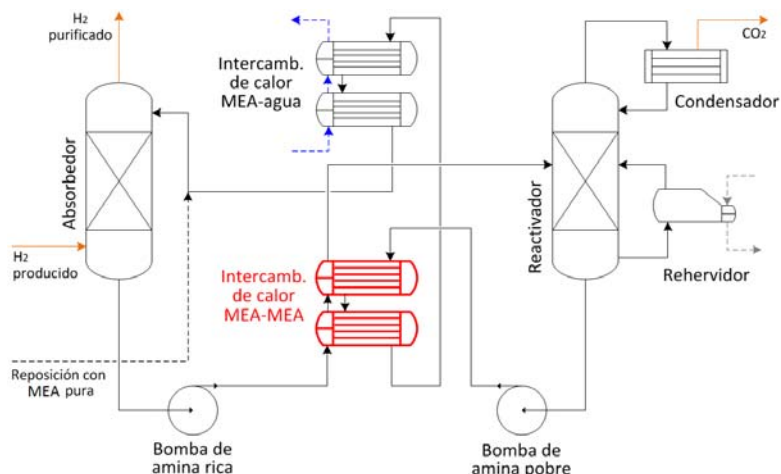 H2
purificado
Intercamb.
de calor
MEA-agua
CO2
Condensador
Absorbedor
Reactivador
H2
producido
Intercamb.
de calor
MEA-MEA
Rehervidor
Reposición con
MEA pura
Bomba de
amina rica
Bomba de
amina pobre